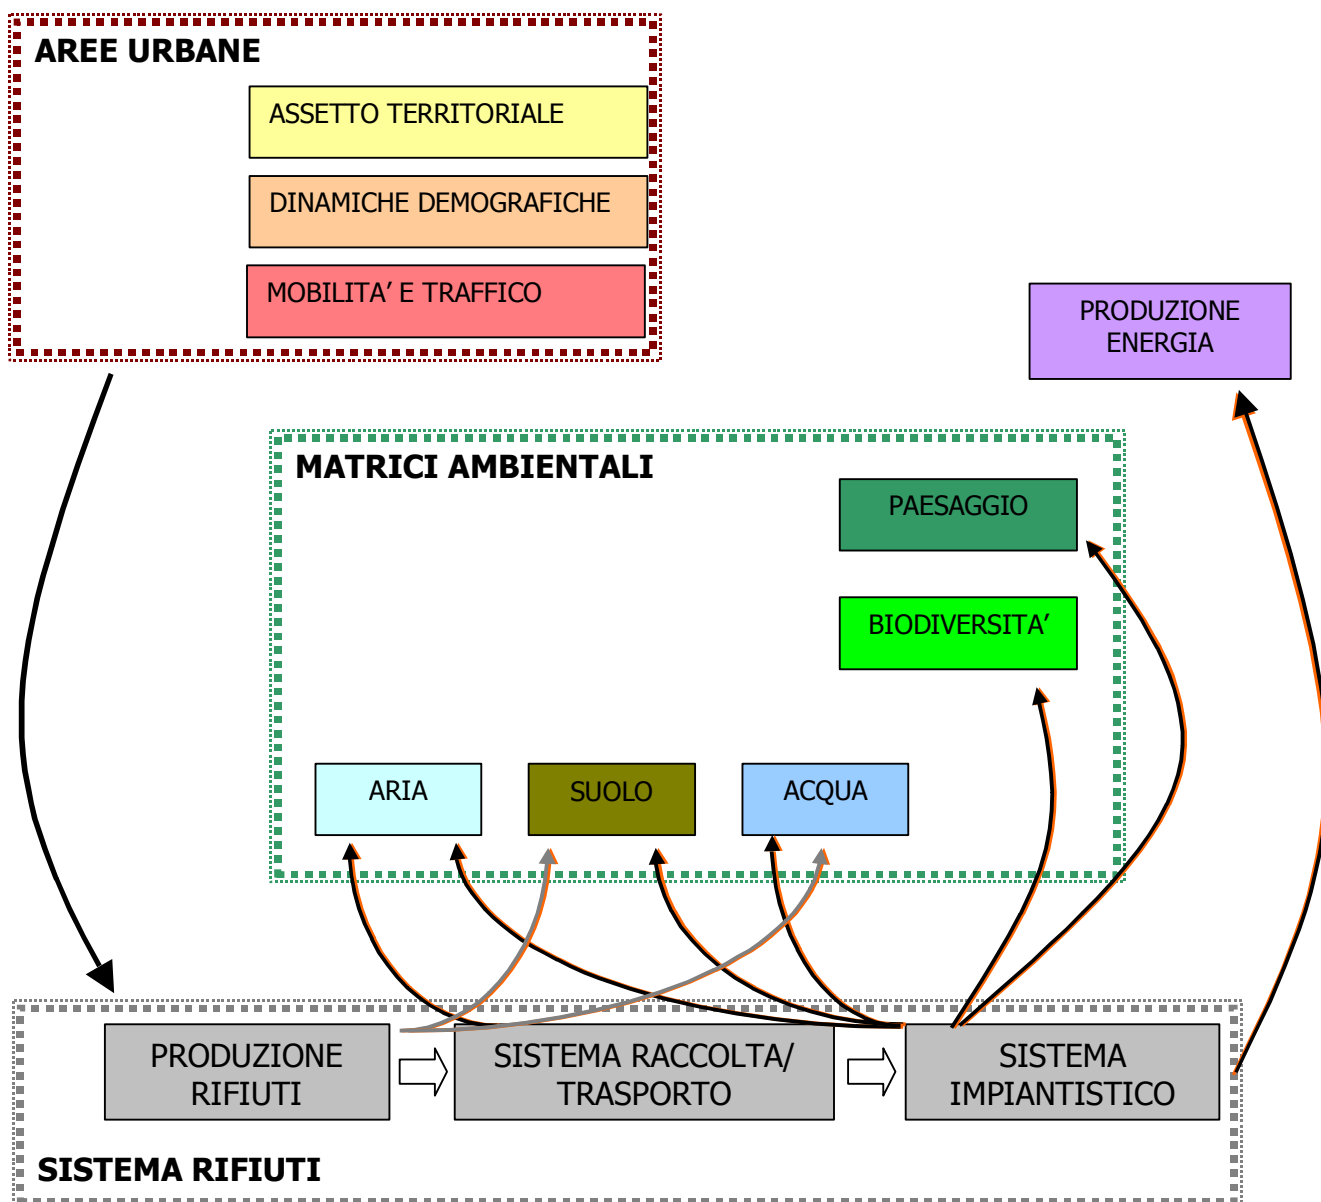 AREE URBANE
ASSETTO TERRITORIALE
DINAMICHE DEMOGRAFICHE
MOBILITA’ E TRAFFICO
PRODUZIONE
ENERGIA
MATRICI AMBIENTALI
PAESAGGIO
BIODIVERSITA’
ARIA
SUOLO
ACQUA
PRODUZIONE
RIFIUTI
SISTEMA RACCOLTA/
TRASPORTO
SISTEMA
IMPIANTISTICO
SISTEMA RIFIUTI